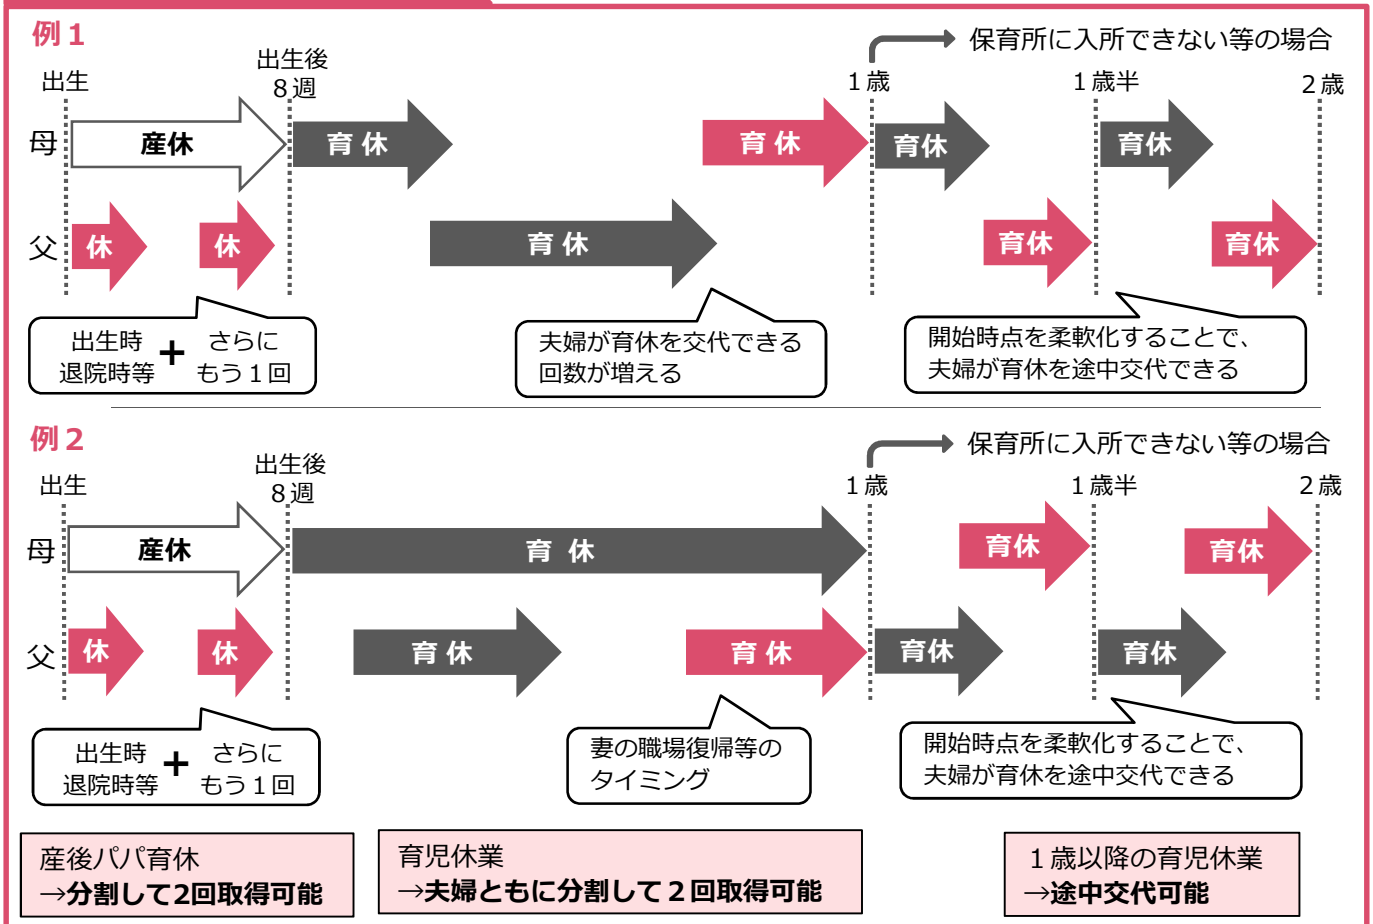 例１
保育所に入所できない等の場合
出生
出生後
８週
１歳
１歳半
２歳
母
産休
育休
育休
育休
育休
父
休
休
育休
育休
育休
出生時
退院時等
＋
さらに
もう１回
夫婦が育休を交代できる
回数が増える
開始時点を柔軟化することで、
夫婦が育休を途中交代できる
例２
保育所に入所できない等の場合
出生
出生後
８週
１歳
１歳半
２歳
母
産休
育休
育休
育休
父
休
休
育休
育休
育休
育休
出生時
退院時等
＋
さらに
もう１回
妻の職場復帰等の
タイミング
開始時点を柔軟化することで、
夫婦が育休を途中交代できる
産後パパ育休
→分割して2回取得可能
育児休業
→夫婦ともに分割して２回取得可能
１歳以降の育児休業
→途中交代可能